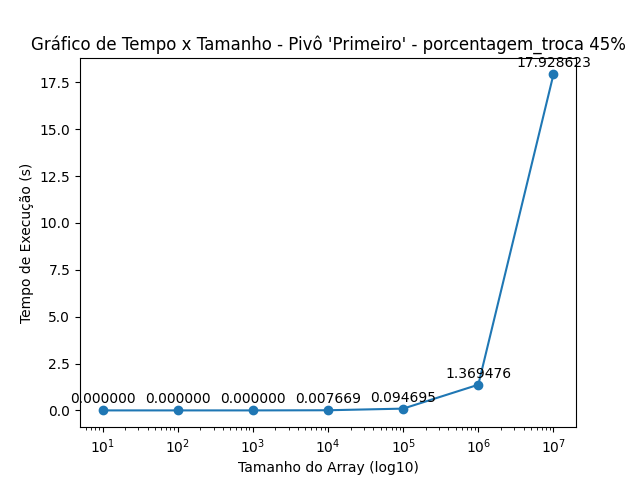 Gráfico de Tempo x Tamanho - Pivô 'Primeiro' - porcentagem_troca 45%
17.928623
17.5
15.0
12.5
10.0
7.5
5.0
2.5
0.0
Tempo de Execução (s)
0.000000 0.000000 0.000000 0.007669 0.094695 1.369476
10¹ 10² 10³ 10⁴ 10⁵ 10⁶ 10⁷
Tamanho do Array (log10)